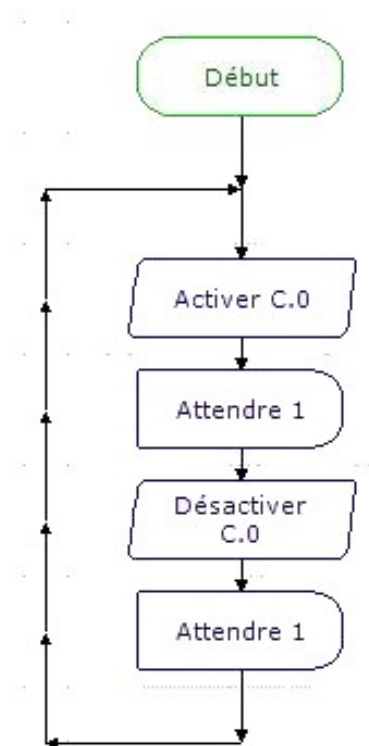 Début
Activer C.0
Attendre 1
Désactiver
C.0
Attendre 1